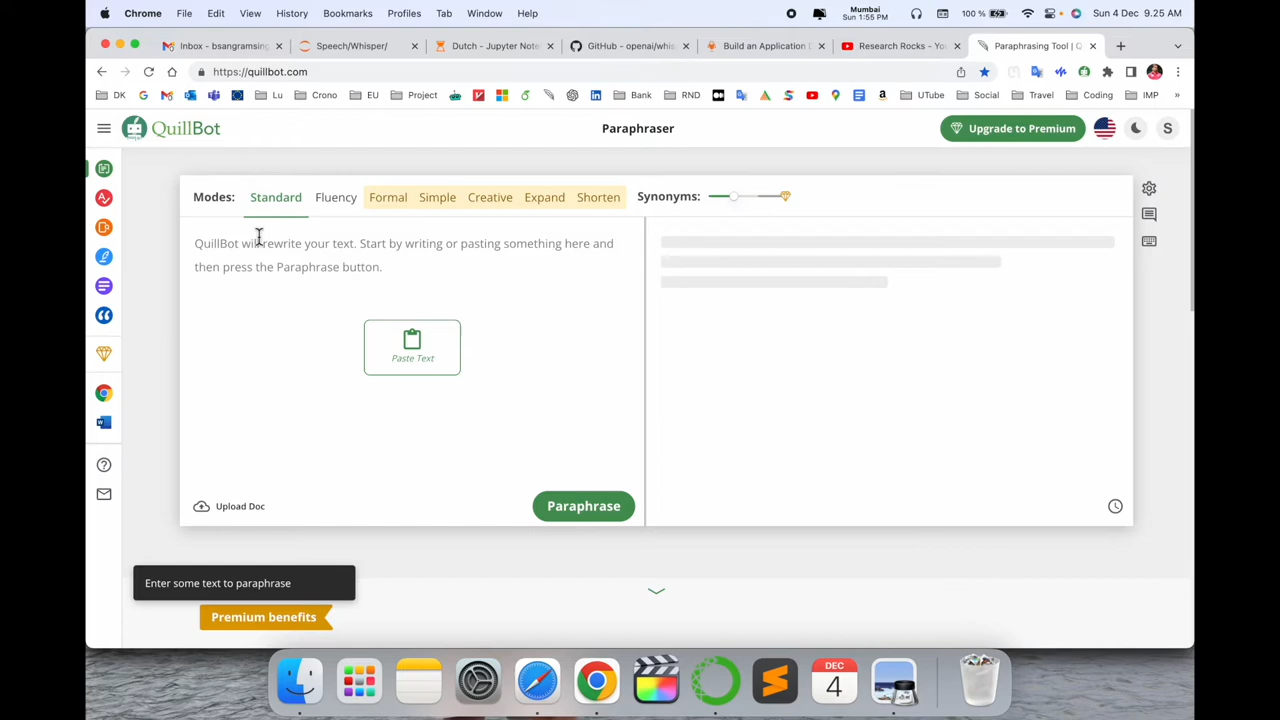 Chrome File Edit View History Bookmarks Profiles Tab Window Help Mumbai Sun 1:55 PM 100 % Sun 4 Dec 9.25 AM
Inbox - bsangramsing Speech/Whisper/ Dutch - Jupyter Note GitHub - openai/whis Build an Application D Research Rocks - You Paraphrasing Tool | Q
https://quillbot.com
DK Lu Crono EU Project Bank RND UTube Social Travel Coding IMP »
QuillBot Paraphraser Upgrade to Premium S
Modes: Standard Fluency Formal Simple Creative Expand Shorten Synonyms:
QuillBot will rewrite your text. Start by writing or pasting something here and
then press the Paraphrase button.
Paste Text
Upload Doc Paraphrase
Enter some text to paraphrase
Premium benefits
DEC
4